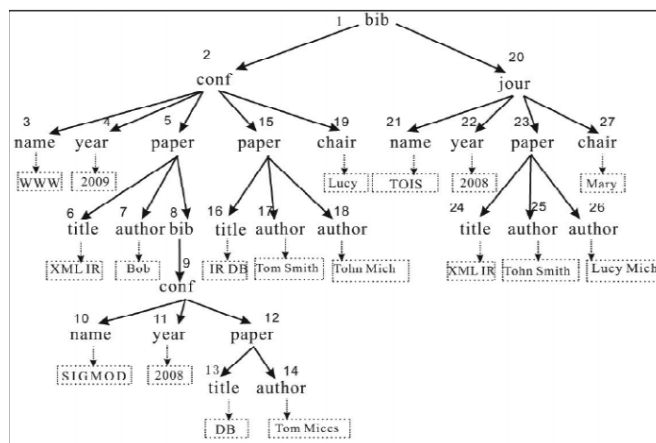 1 bib
2 20
conf jour
3 4 5 15 19 21 22 23 27
name year paper paper chair name year paper chair
WWW 2009 Lucy TOIS 2008 Mary
6 7 8 16 17 18 24 25 26
title author bib title author author title author author
XML IR Bob IR DB Tom Smith Tohn Mich XML IR Tohn Smith Lucy Mich
9
conf
10 11 12
name year paper
SIGMOD 2008 13 14
title author
DB Tom Miccs